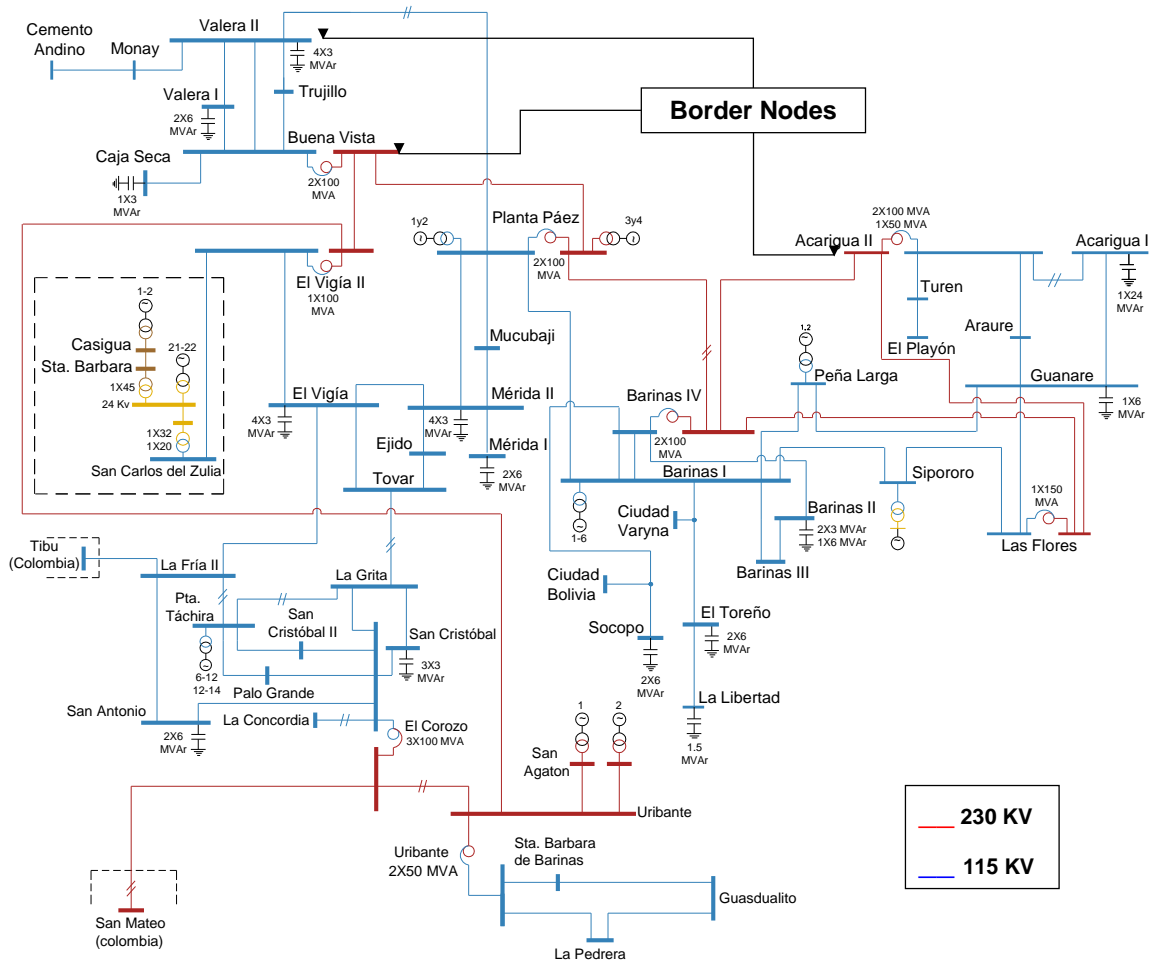 Cemento
Andino
Monay
Valera II
4X3
MVAr
Valera I
2X6
MVAr
Trujillo
Border Nodes
Buena Vista
2X100
MVA
Caja Seca
1X3
MVAr
1y2
Planta Páez
2X100
MVA
3y4
2X100 MVA
1X50 MVA
Acarigua II
Acarigua I
1X24
MVAr
Turen
El Playón
Araure
El Vigía II
1X100
MVA
1-2
Casigua
Sta. Barbara
21-22
1X45
24 Kv
1X32
1X20
San Carlos del Zulia
Mucubaji
1.2
Peña Larga
Guanare
1X6
MVAr
El Vigía
4X3
MVAr
Mérida II
4X3
MVAr
Ejido
Mérida I
2X6
MVAr
Tovar
Barinas IV
2X100
MVA
Barinas I
1-6
Ciudad
Varyna
Barinas II
2X3 MVAr
1X6 MVAr
Barinas III
Sipororo
1X150
MVA
Las Flores
Tibu
(Colombia)
La Fría II
La Grita
Pta.
Táchira
6-12
12-14
San
Cristóbal II
San Cristóbal
3X3
MVAr
Palo Grande
Ciudad
Bolivia
Socopo
2X6
MVAr
El Toreño
2X6
MVAr
La Libertad
1.5
MVAr
San Antonio
2X6
MVAr
La Concordia
El Corozo
3X100 MVA
1
2
San
Agaton
Uribante
Uribante
2X50 MVA
Sta. Barbara
de Barinas
Guasdualito
La Pedrera
San Mateo
(colombia)
230 KV
115 KV